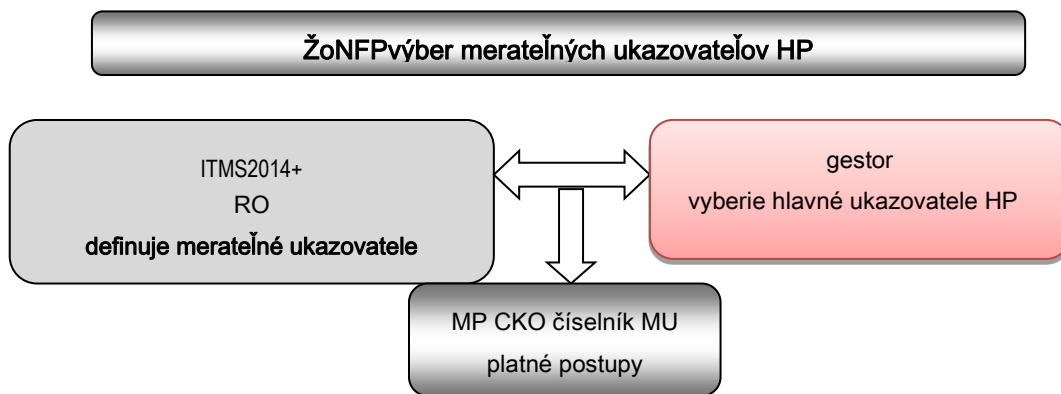 ŽoNFPvýber merateľných ukazovateľov HP
ITMS2014+
RO
definuje merateľné ukazovatele
gestor
vyberie hlavné ukazovatele HP
MP CKO číselník MU
platné postupy